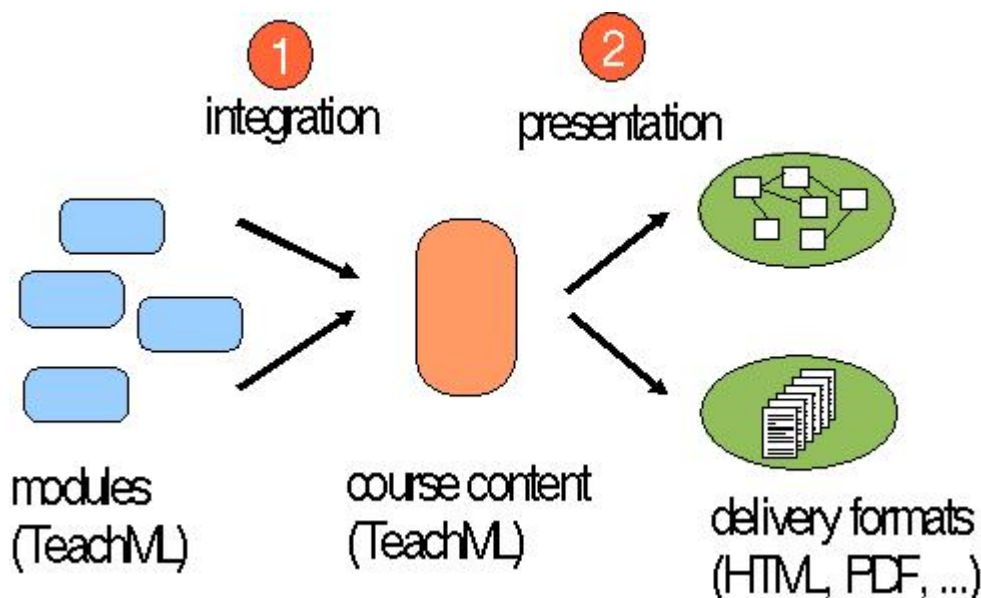 1
integration
2
presentation
modules
(TeachML)
course content
(TeachML)
delivery formats
(HTML, PDF, ...)